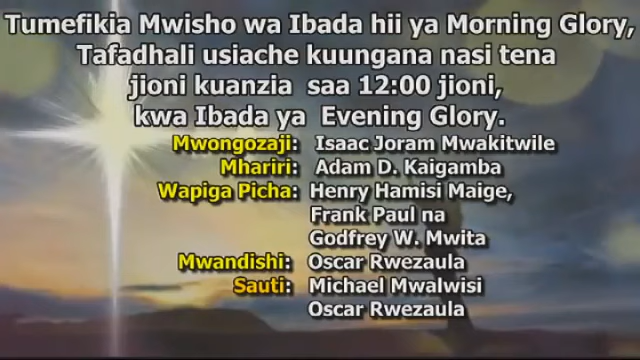 Tumefikia Mwisho wa Ibada hii ya Morning Glory,
Tafadhali usiache kuungana nasi tena
jioni kuanzia saa 12:00 jioni,
kwa Ibada ya Evening Glory.
Mwongozaji: Isaac Joram Mwakitwile
Mhariri: Adam D. Kaigamba
Wapiga Picha: Henry Hamisi Maige,
Frank Paul na
Godfrey W. Mwita
Mwandishi: Oscar Rwezaula
Sauti: Michael Mwalwisi
Oscar Rwezaula